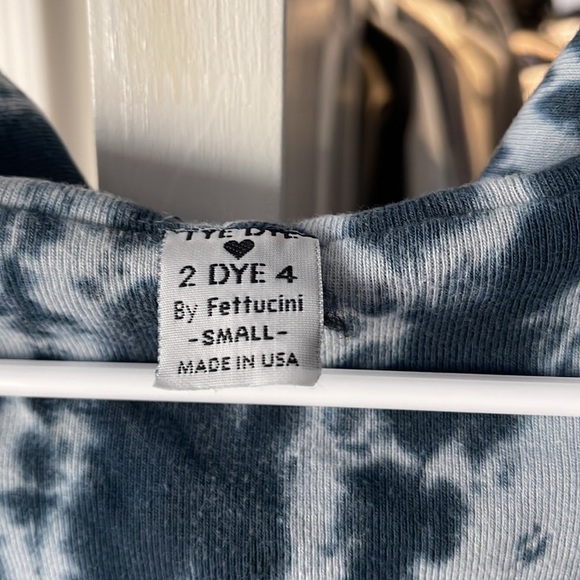 TYE DYE
♥
2 DYE 4
By Fettucini
-SMALL-
MADE IN USA